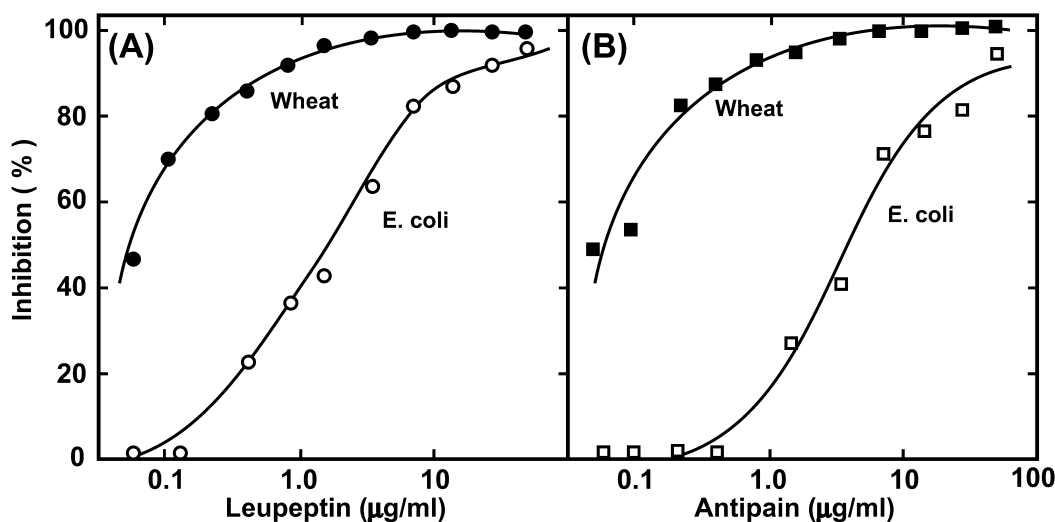 100
80
60
40
20
0
Inhibition ( % )
(A)
Wheat
E. coli
0.1 1.0 10
Leupeptin (μg/ml)
(B)
Wheat
E. coli
0.1 1.0 10 100
Antipain (μg/ml)